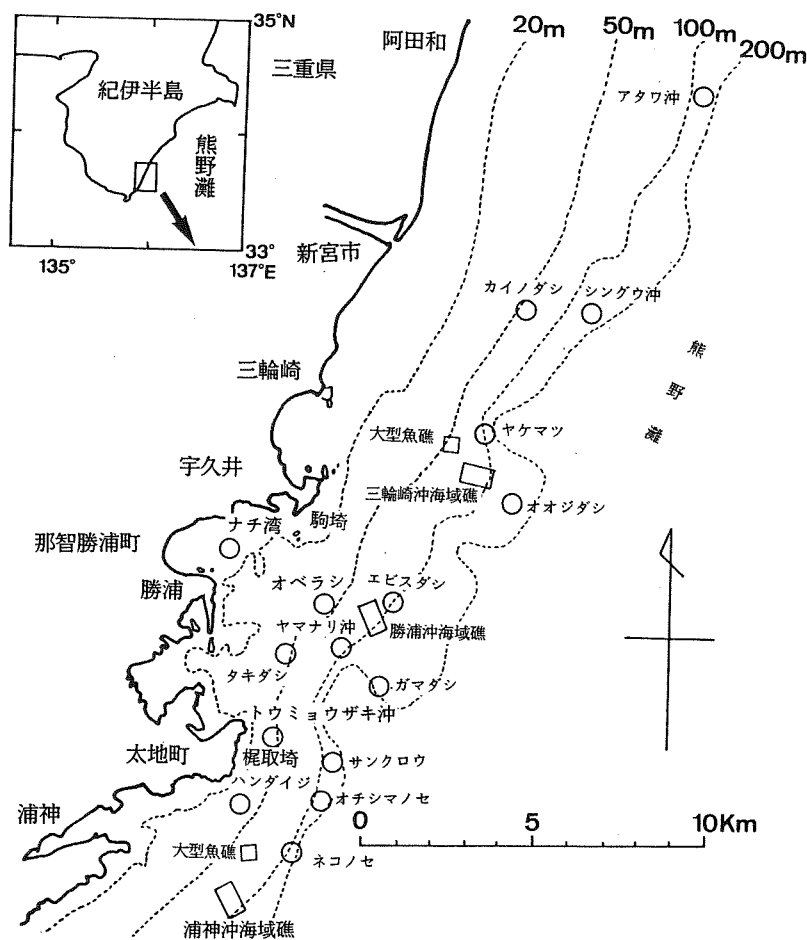 35°N
紀伊半島
熊野灘
33°
135°
137°E
三重県
阿田和
20m
50m
100m
200m
アタワ沖
新宮市
カイノダシ
シングウ沖
熊野灘
三輪崎
大型魚礁
ヤケマツ
宇久井
三輪崎沖海域礁
オオジダシ
駒埼
ナチ湾
那智勝浦町
勝浦
オベラシ
エビスダシ
ヤマナリ沖
勝浦沖海域礁
タキダシ
ガマダシ
トウミョウザキ沖
太地町
梶取埼
サンクロウ
ハンダイジ
オチシマノセ
浦神
0
5
10Km
大型魚礁
ネコノセ
浦神沖海域礁